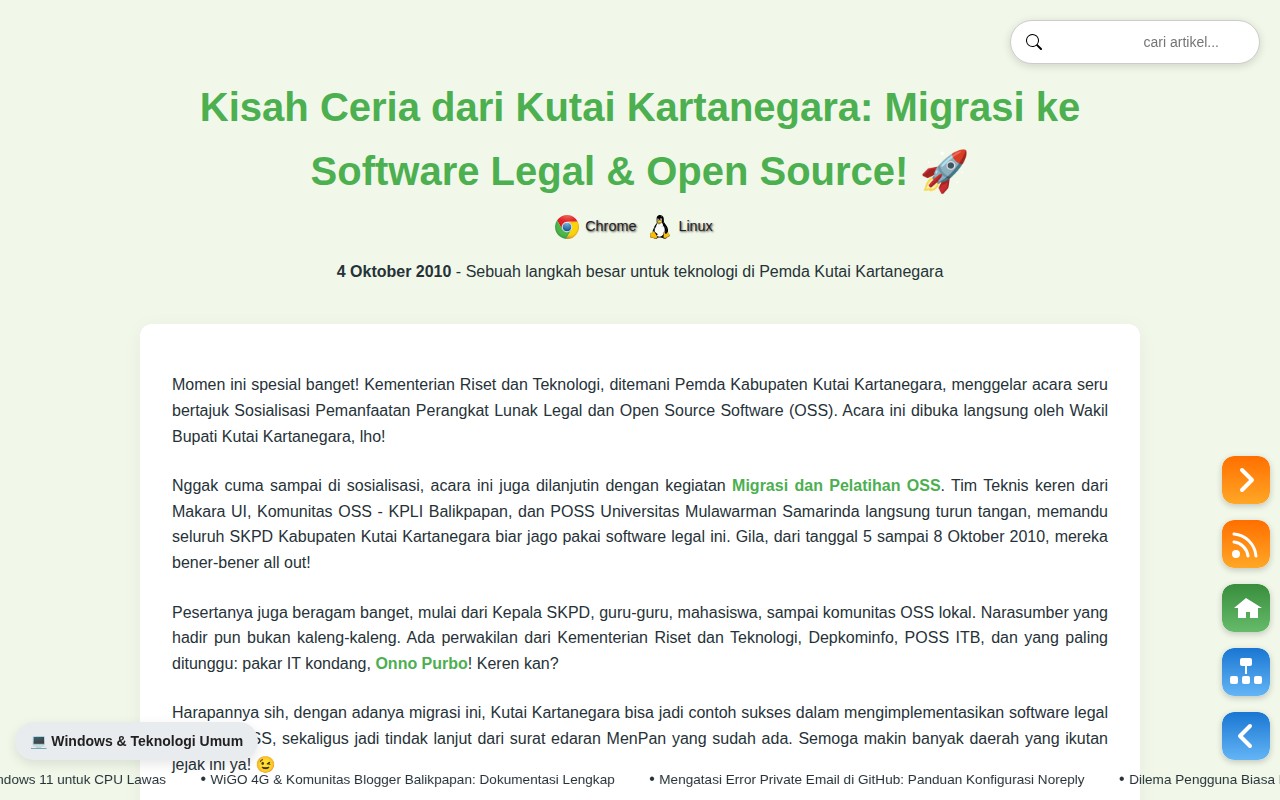 cari artikel...
Kisah Ceria dari Kutai Kartanegara: Migrasi ke
Software Legal & Open Source! 🚀
Chrome Linux
4 Oktober 2010 - Sebuah langkah besar untuk teknologi di Pemda Kutai Kartanegara
Momen ini spesial banget! Kementerian Riset dan Teknologi, ditemani Pemda Kabupaten Kutai Kartanegara, menggelar acara seru
bertajuk Sosialisasi Pemanfaatan Perangkat Lunak Legal dan Open Source Software (OSS). Acara ini dibuka langsung oleh Wakil
Bupati Kutai Kartanegara, lho!
Nggak cuma sampai di sosialisasi, acara ini juga dilanjutin dengan kegiatan Migrasi dan Pelatihan OSS. Tim Teknis keren dari
Makara UI, Komunitas OSS - KPLI Balikpapan, dan POSS Universitas Mulawarman Samarinda langsung turun tangan, memandu
seluruh SKPD Kabupaten Kutai Kartanegara biar jago pakai software legal ini. Gila, dari tanggal 5 sampai 8 Oktober 2010, mereka
bener-bener all out!
Pesertanya juga beragam banget, mulai dari Kepala SKPD, guru-guru, mahasiswa, sampai komunitas OSS lokal. Narasumber yang
hadir pun bukan kaleng-kaleng. Ada perwakilan dari Kementerian Riset dan Teknologi, Depkominfo, POSS ITB, dan yang paling
ditunggu: pakar IT kondang, Onno Purbo! Keren kan?
Harapannya sih, dengan adanya migrasi ini, Kutai Kartanegara bisa jadi contoh sukses dalam mengimplementasikan software legal
SS, sekaligus jadi tindak lanjut dari surat edaran MenPan yang sudah ada. Semoga makin banyak daerah yang ikutan
jejak ini ya! 😉
💻 Windows & Teknologi Umum
ndows 11 untuk CPU Lawas • WiGO 4G & Komunitas Blogger Balikpapan: Dokumentasi Lengkap • Mengatasi Error Private Email di GitHub: Panduan Konfigurasi Noreply • Dilema Pengguna Biasa